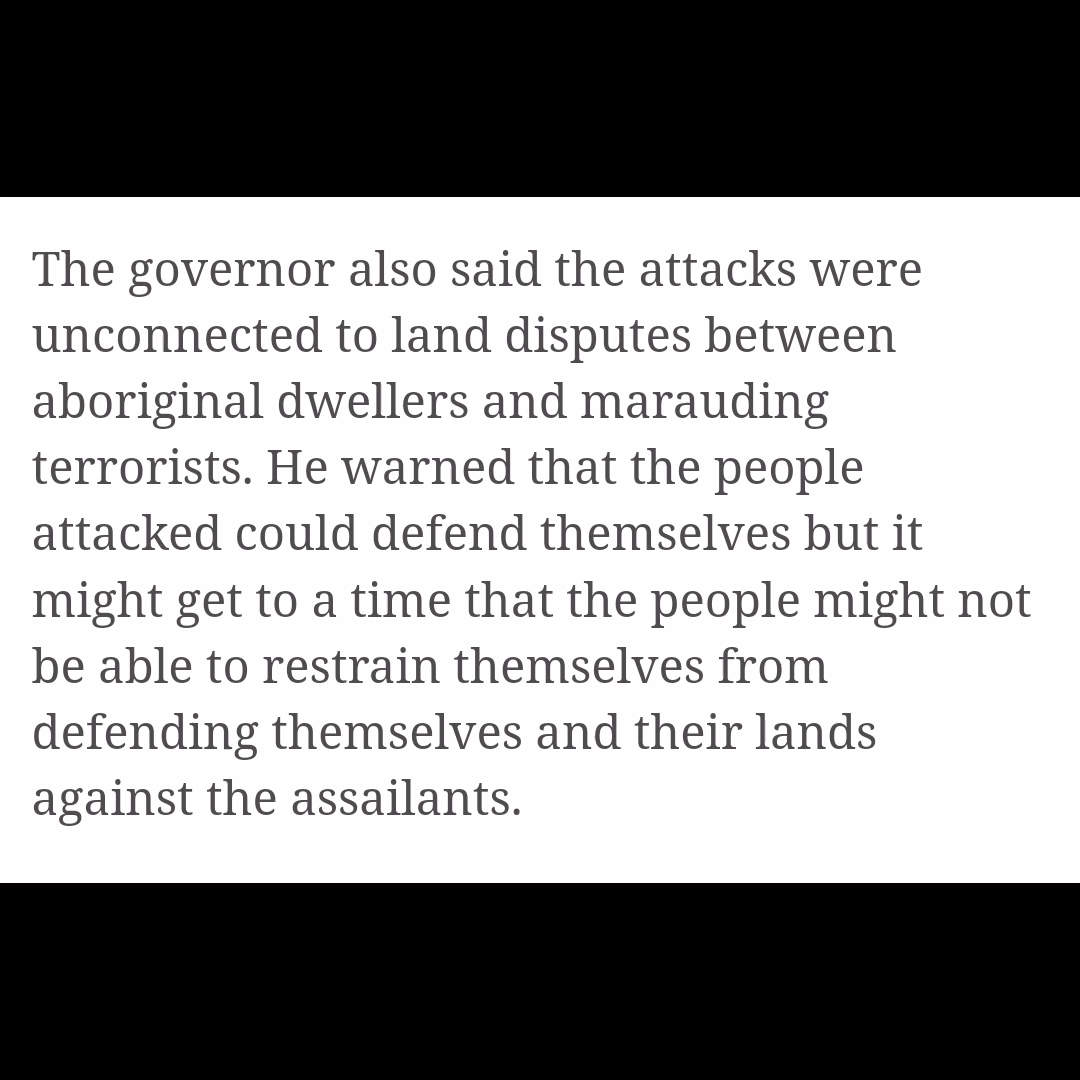 The governor also said the attacks were
unconnected to land disputes between
aboriginal dwellers and marauding
terrorists. He warned that the people
attacked could defend themselves but it
might get to a time that the people might not
be able to restrain themselves from
defending themselves and their lands
against the assailants.